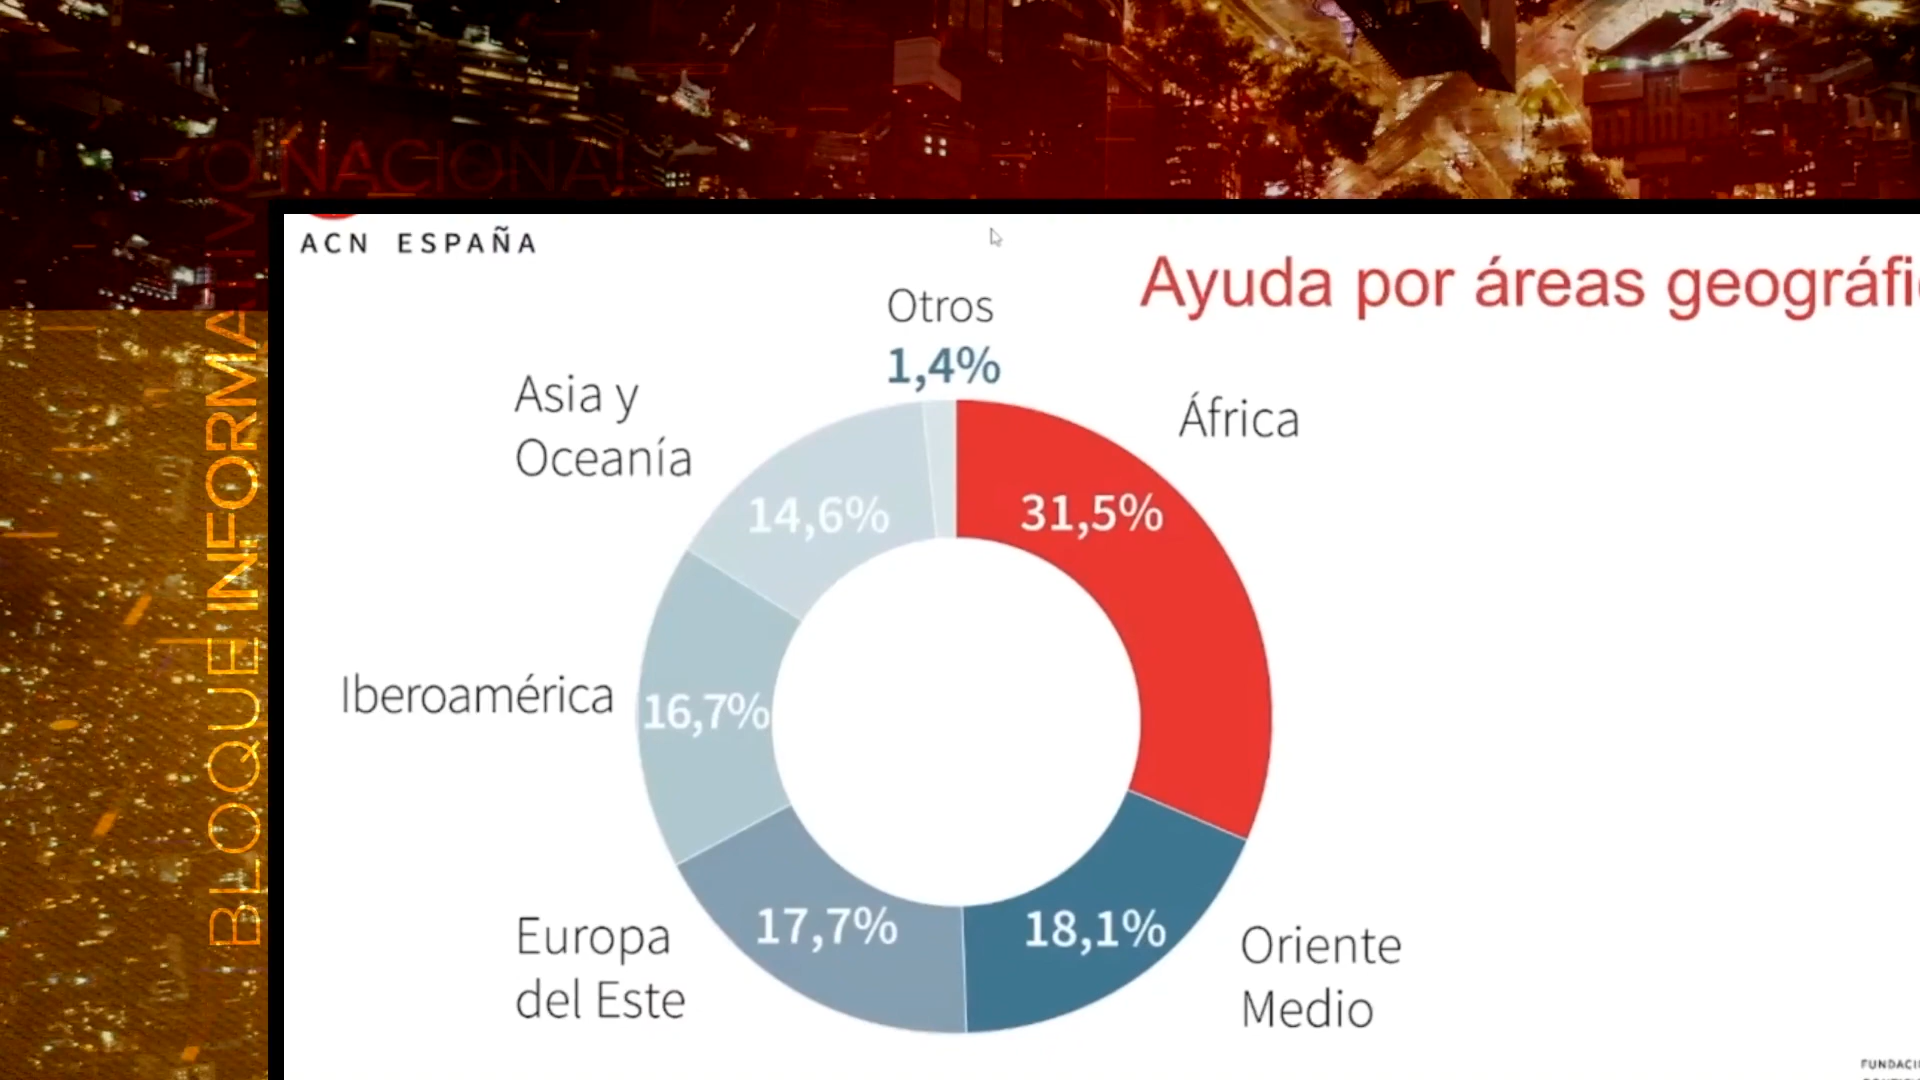 O NACIONAL
BLOQUE INFORMA
ACN ESPAÑA
Ayuda por áreas geográfi
Otros
1,4%
Asia y
Oceanía
14,6%
África
31,5%
Iberoamérica
16,7%
Europa
del Este
17,7%
18,1%
Oriente
Medio
FUNDACI